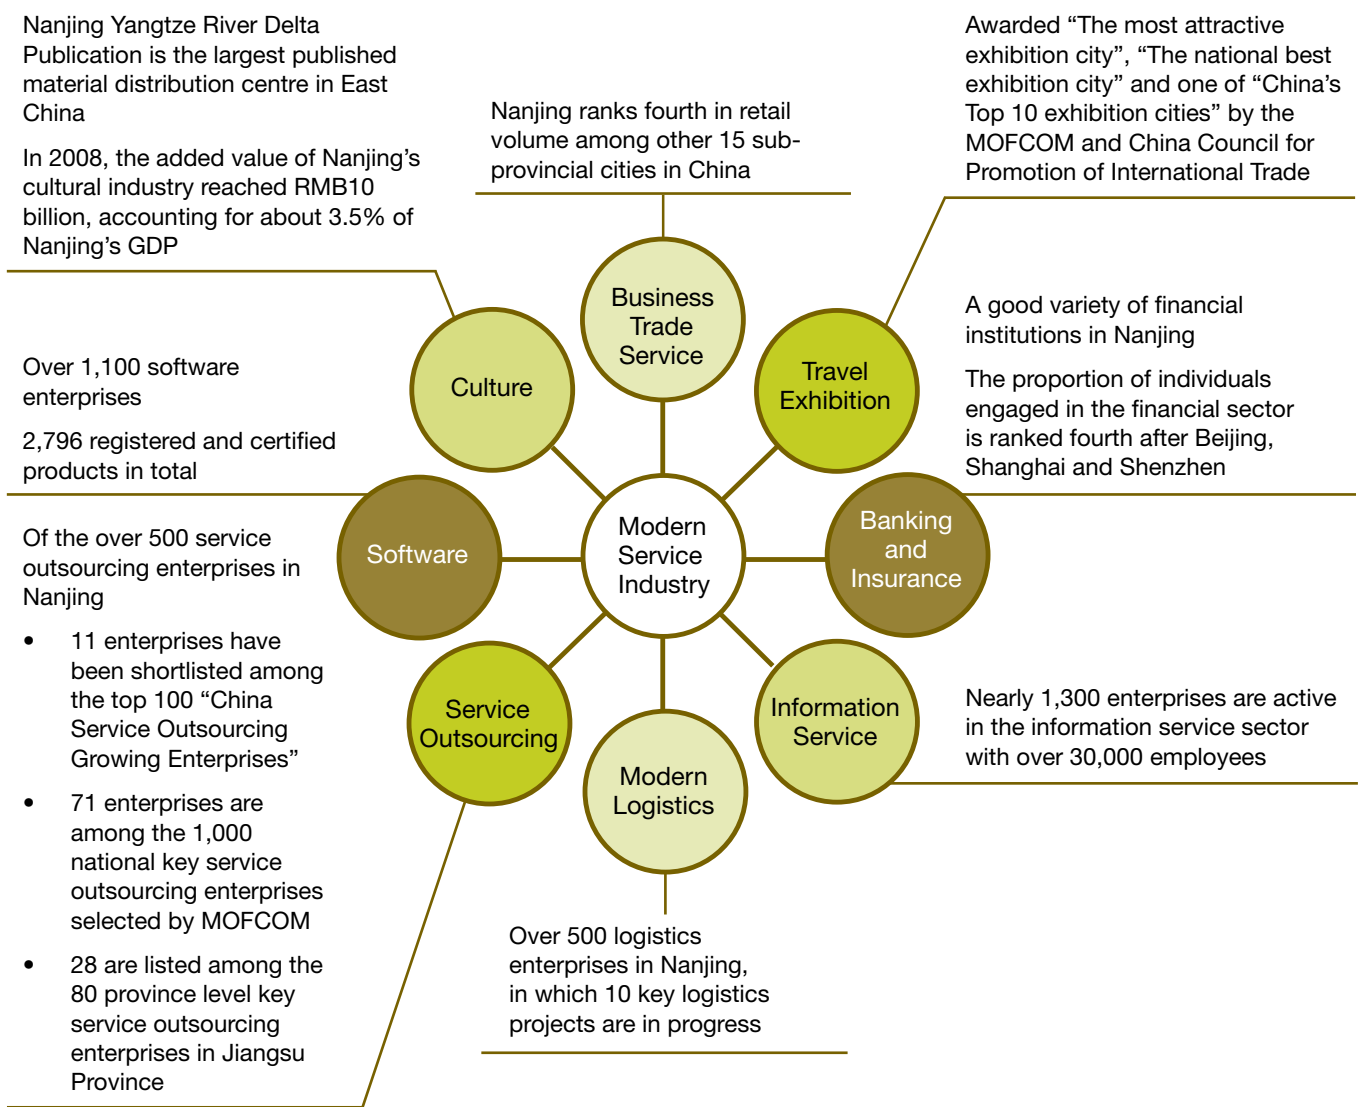 Nanjing Yangtze River Delta
Publication is the largest published
material distribution centre in East
China
In 2008, the added value of Nanjing’s
cultural industry reached RMB10
billion, accounting for about 3.5% of
Nanjing’s GDP
Nanjing ranks fourth in retail
volume among other 15 sub-
provincial cities in China
Awarded “The most attractive
exhibition city”, “The national best
exhibition city” and one of “China’s
Top 10 exhibition cities” by the
MOFCOM and China Council for
Promotion of International Trade
Business
Trade
Service
Culture
Travel
Exhibition
A good variety of financial
institutions in Nanjing
The proportion of individuals
engaged in the financial sector
is ranked fourth after Beijing,
Shanghai and Shenzhen
Over 1,100 software
enterprises
2,796 registered and certified
products in total
Software
Modern
Service
Industry
Banking
and
Insurance
Of the over 500 service
outsourcing enterprises in
Nanjing
• 11 enterprises have
been shortlisted among
the top 100 “China
Service Outsourcing
Growing Enterprises”
• 71 enterprises are
among the 1,000
national key service
outsourcing enterprises
selected by MOFCOM
• 28 are listed among the
80 province level key
service outsourcing
enterprises in Jiangsu
Province
Service
Outsourcing
Modern
Logistics
Information
Service
Nearly 1,300 enterprises are active
in the information service sector
with over 30,000 employees
Over 500 logistics
enterprises in Nanjing,
in which 10 key logistics
projects are in progress